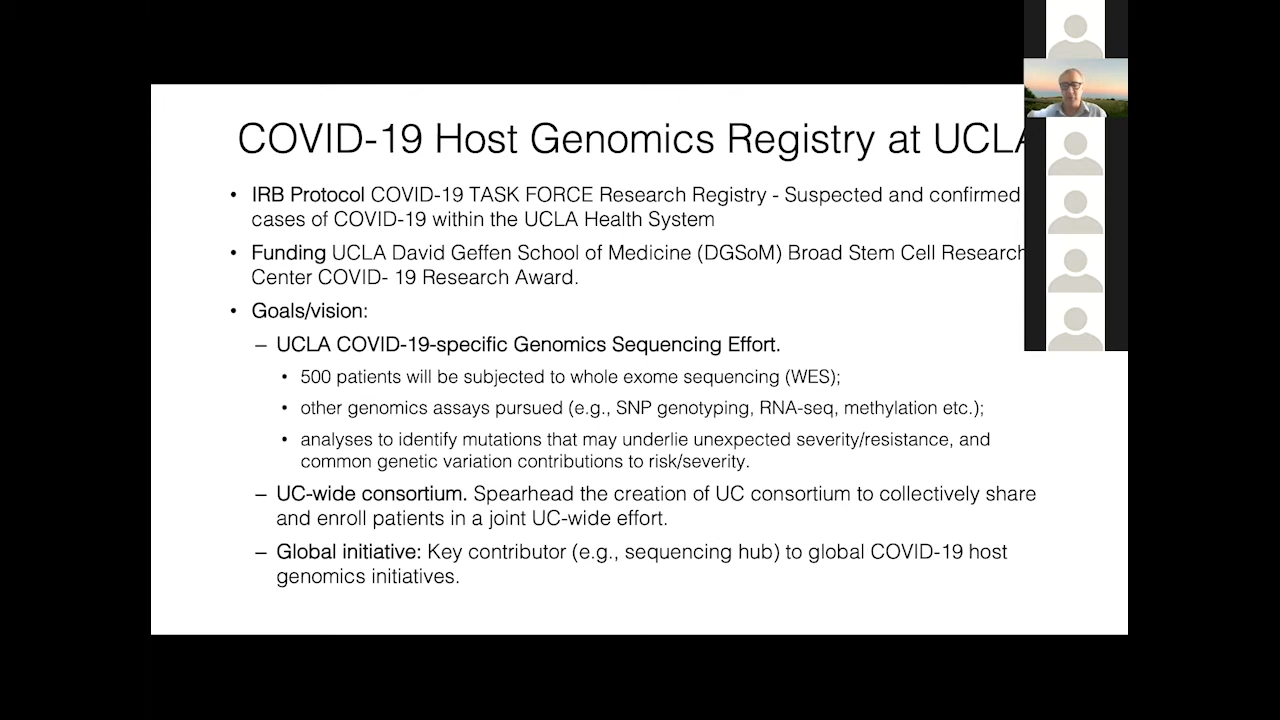 COVID-19 Host Genomics Registry at UCLA
• IRB Protocol COVID-19 TASK FORCE Research Registry - Suspected and confirmed
cases of COVID-19 within the UCLA Health System
• Funding UCLA David Geffen School of Medicine (DGSoM) Broad Stem Cell Research
Center COVID- 19 Research Award.
• Goals/vision:
– UCLA COVID-19-specific Genomics Sequencing Effort.
• 500 patients will be subjected to whole exome sequencing (WES);
• other genomics assays pursued (e.g., SNP genotyping, RNA-seq, methylation etc.);
• analyses to identify mutations that may underlie unexpected severity/resistance, and
common genetic variation contributions to risk/severity.
– UC-wide consortium. Spearhead the creation of UC consortium to collectively share
and enroll patients in a joint UC-wide effort.
– Global initiative: Key contributor (e.g., sequencing hub) to global COVID-19 host
genomics initiatives.